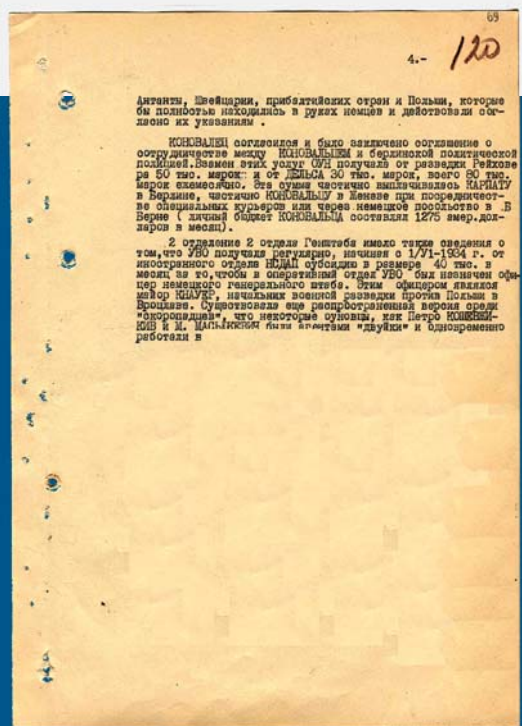 69
4.-
120
Антанты, Швейцарии, прибалтийских стран и Польши, которые
бы полностью находились в руках немцев и действовали сог-
ласно их указаниям .
КОНОВАЛЕЦ согласился и было заключено соглашение о
сотрудничестве между КОНОВАЛЬЦЕМ и берлинской политической
полицией.Взамен этих услуг ОУН получала от разведки Рейхове
ра 50 тыс. марок и от ДЕЛЬСА 30 тыс. марок, всего 80 тыс.
марок ежемесячно. Эта сумма частично выплачивалась КАРПАТУ
в Берлине, частично КОНОВАЛЬЦУ в Женеве при посредничест-
ве специальных курьеров или через немецкое посольство в Б
Берне ( личный бюджет КОНОВАЛЬЦА составлял 1275 амер.дол-
ларов в месяц).
2 отделение 2 отдела Генштаба имело также сведения о
том,что УВО получала регулярно, начиная с 1/У1-1934 г. от
иностранного отдела НСДАП субсидию в размере 40 тыс. в
месяц за то,чтобы в оперативный отдел УВО был назначен офи-
цер немецкого генерального штаба. Этим офицером являлся
майор КНАУЕР, начальник военной разведки против Польши в
Вроцлаве. Существовала еще распространенная версия среди
"скоропадцев", что некоторые оуновцы, как Петро
КИВ и М. были агентами "двуйки" и одновременно
работали в